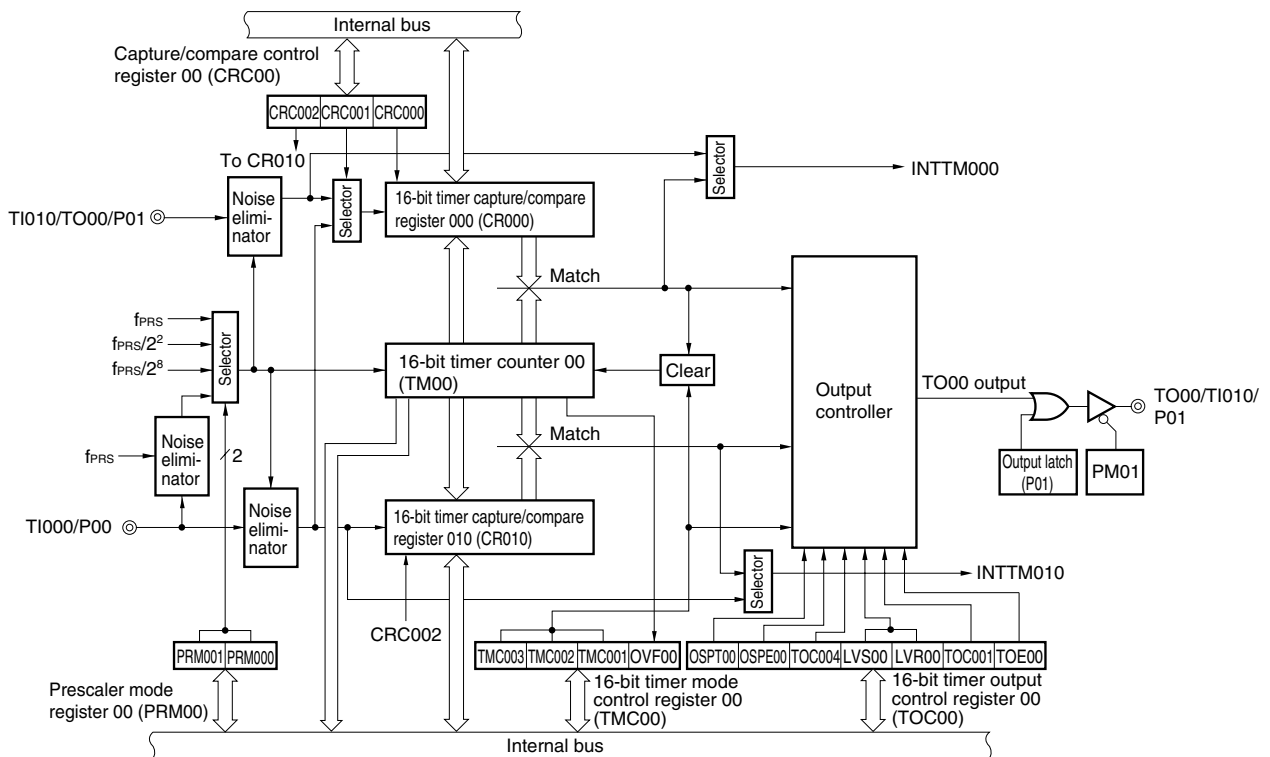 Internal bus
Capture/compare control
register 00 (CRC00)
CRC002 CRC001 CRC000
To CR010
INTTM000
Selector
Noise
elimi-
nator
Selector
16-bit timer capture/compare
register 000 (CR000)
TI010/TO00/P01
Match
fPRS
fPRS/2²
fPRS/2⁸
Selector
16-bit timer counter 00
(TM00)
Clear
Output
controller
TO00 output
TO00/TI010/
P01
Output latch
(P01)
PM01
Match
fPRS
Noise
elimi-
nator
2
TI000/P00
Noise
elimi-
nator
16-bit timer capture/compare
register 010 (CR010)
Selector
INTTM010
CRC002
PRM001 PRM000
TMC003 TMC002 TMC001 OVF00
OSPT00 OSPE00 TOC004 LVS00 LVR00 TOC001 TOE00
Prescaler mode
register 00 (PRM00)
16-bit timer mode
control register 00
(TMC00)
16-bit timer output
control register 00
(TOC00)
Internal bus